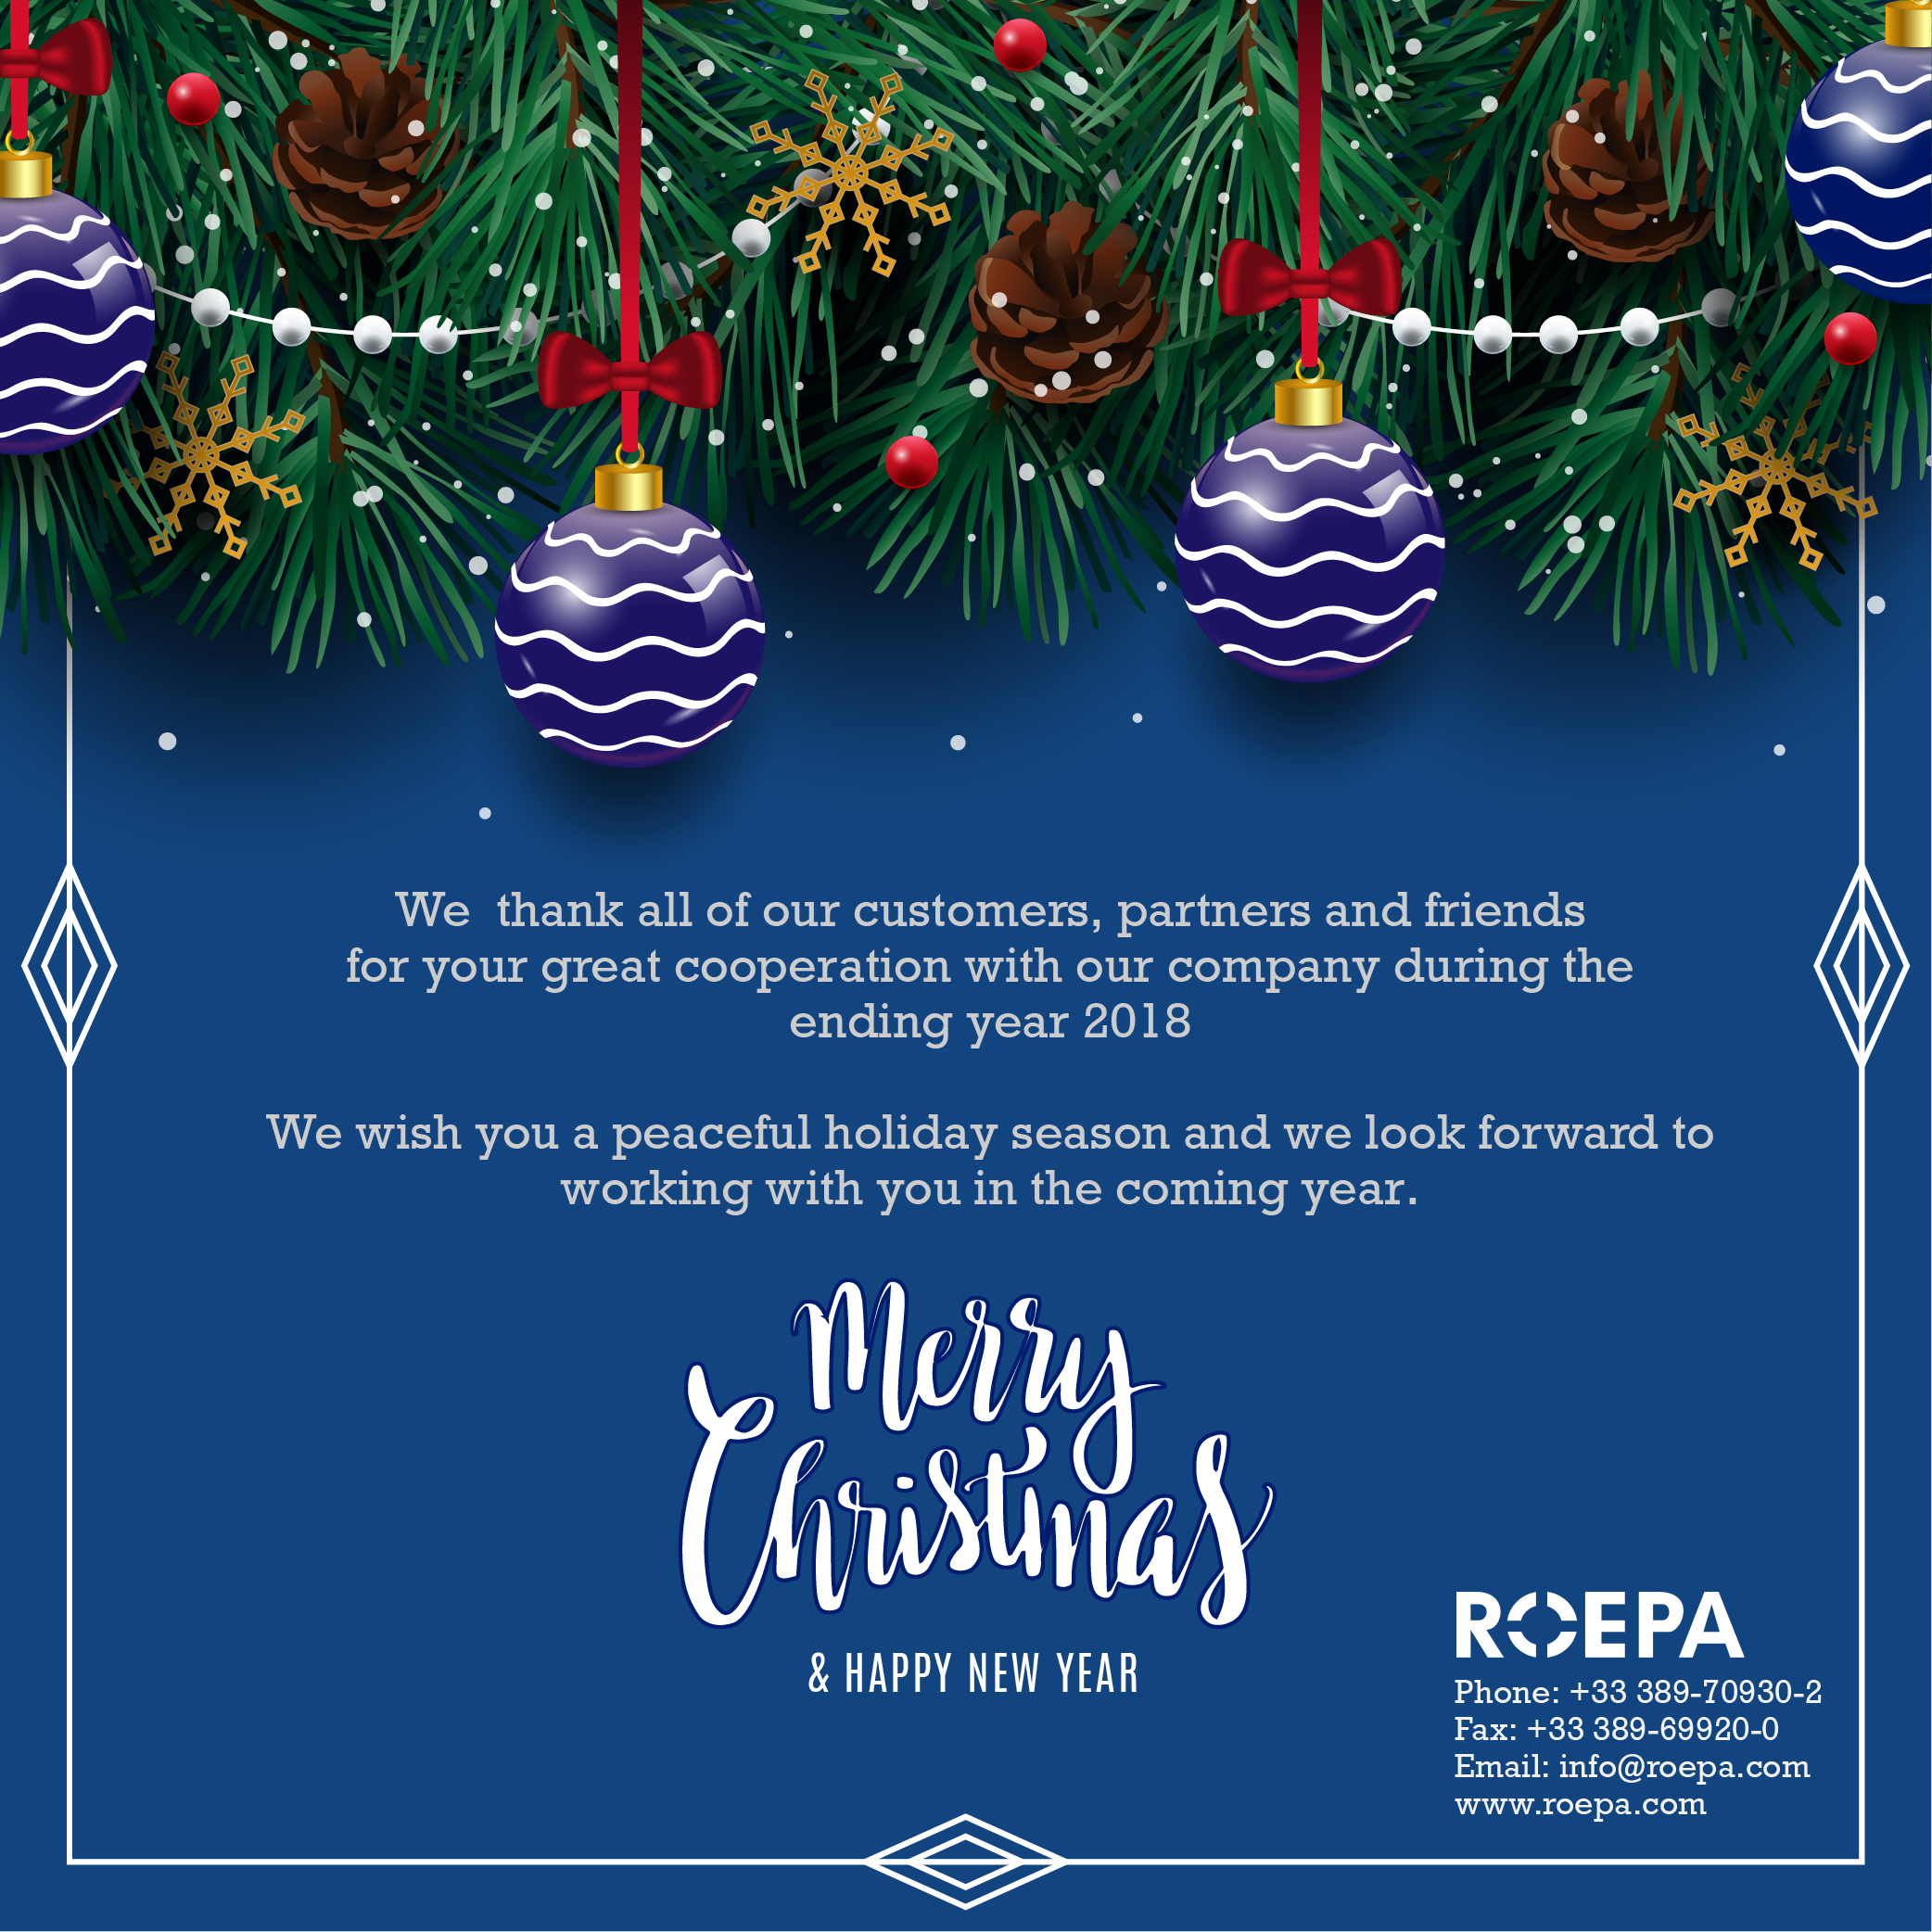 We  thank all of our customers, partners and friends
for your great cooperation with our company during the
ending year 2018
We wish you a peaceful holiday season and we look forward to
working with you in the coming year.
Merry
Christmas
& HAPPY NEW YEAR
ROEPA
Phone: +33 389-70930-2
Fax: +33 389-69920-0
Email: info@roepa.com
www.roepa.com